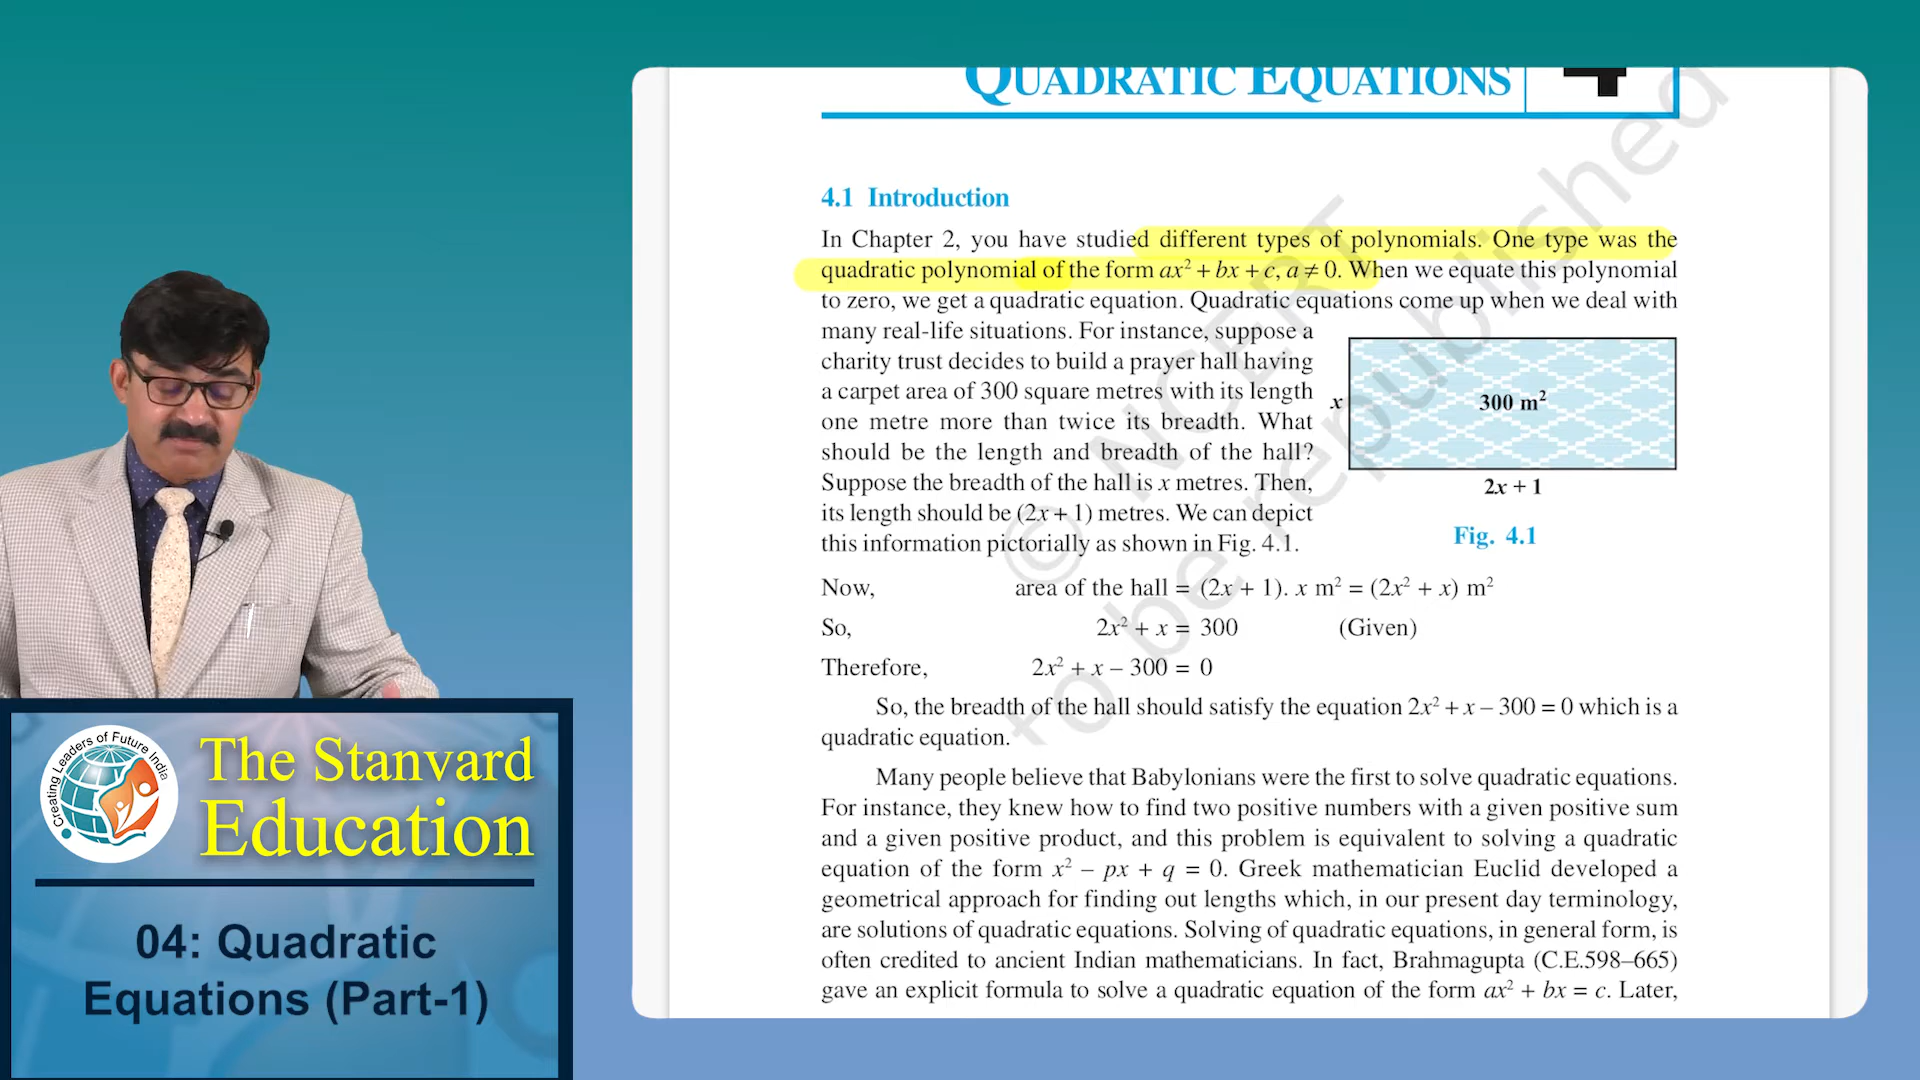 QUADRATIC EQUATIONS
4
4.1 Introduction
In Chapter 2, you have studied different types of polynomials. One type was the
quadratic polynomial of the form ax² + bx + c, a ≠ 0. When we equate this polynomial
to zero, we get a quadratic equation. Quadratic equations come up when we deal with
many real-life situations. For instance, suppose a
charity trust decides to build a prayer hall having
a carpet area of 300 square metres with its length
one metre more than twice its breadth. What
should be the length and breadth of the hall?
Suppose the breadth of the hall is x metres. Then,
its length should be (2x + 1) metres. We can depict
this information pictorially as shown in Fig. 4.1.
x
300 m²
2x + 1
Fig. 4.1
Now, area of the hall = (2x + 1). x m² = (2x² + x) m²
So, 2x² + x = 300 (Given)
Therefore, 2x² + x – 300 = 0
So, the breadth of the hall should satisfy the equation 2x² + x – 300 = 0 which is a
quadratic equation.
Many people believe that Babylonians were the first to solve quadratic equations.
For instance, they knew how to find two positive numbers with a given positive sum
and a given positive product, and this problem is equivalent to solving a quadratic
equation of the form x² – px + q = 0. Greek mathematician Euclid developed a
geometrical approach for finding out lengths which, in our present day terminology,
are solutions of quadratic equations. Solving of quadratic equations, in general form, is
often credited to ancient Indian mathematicians. In fact, Brahmagupta (C.E.598–665)
gave an explicit formula to solve a quadratic equation of the form ax² + bx = c. Later,
© NCERT
to be republished
Creating Leaders of Future India
The Stanvard
Education
04: Quadratic
Equations (Part-1)